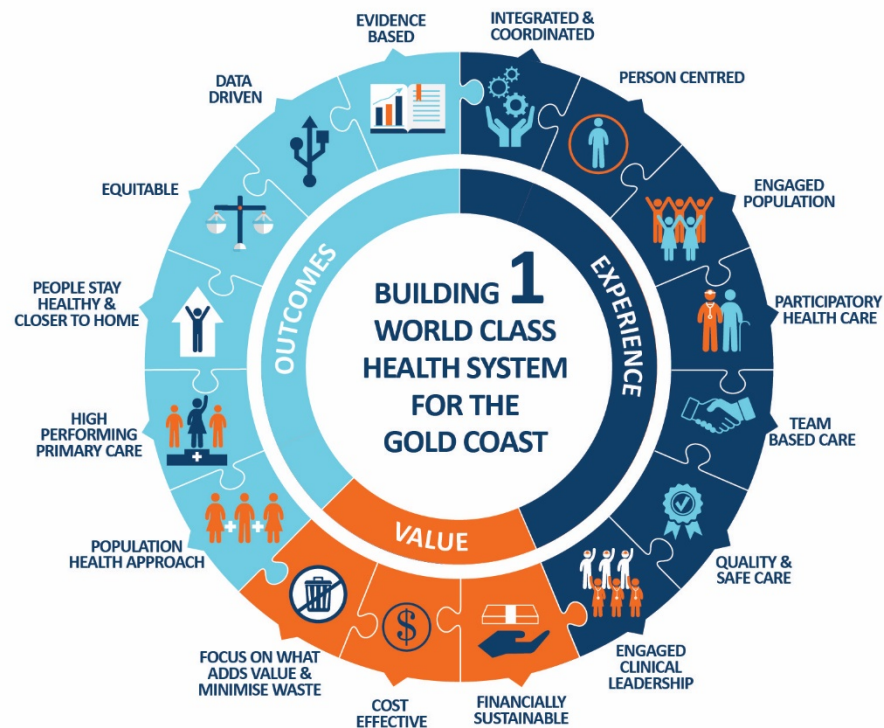 EVIDENCE
BASED
INTEGRATED &
COORDINATED
PERSON CENTRED
ENGAGED
POPULATION
PARTICIPATORY
HEALTH CARE
TEAM
BASED CARE
QUALITY &
SAFE CARE
ENGAGED
CLINICAL
LEADERSHIP
FINANCIALLY
SUSTAINABLE
COST
EFFECTIVE
FOCUS ON WHAT
ADDS VALUE &
MINIMISE WASTE
POPULATION
HEALTH APPROACH
HIGH
PERFORMING
PRIMARY CARE
PEOPLE STAY
HEALTHY &
CLOSER TO HOME
EQUITABLE
DATA
DRIVEN
OUTCOMES
EXPERIENCE
VALUE
BUILDING 1
WORLD CLASS
HEALTH SYSTEM
FOR THE
GOLD COAST
$